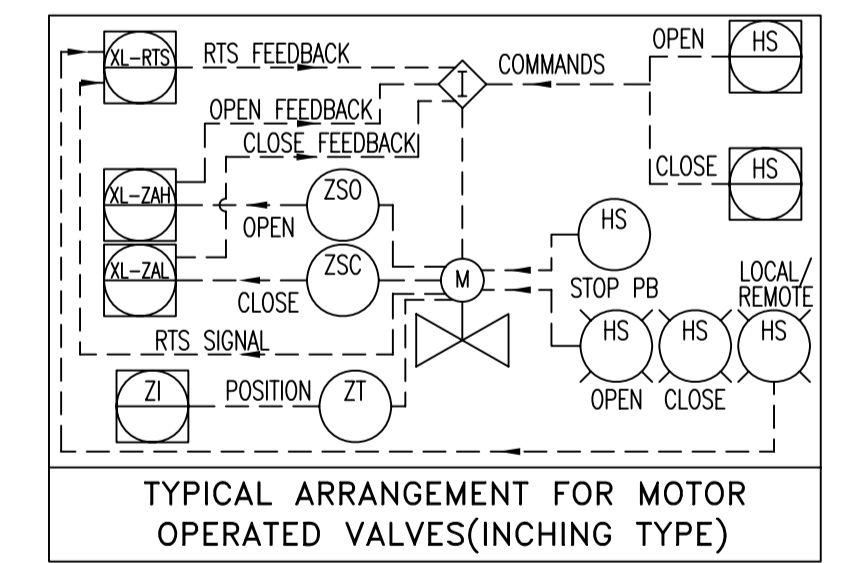 XL-RTS
RTS FEEDBACK
I
COMMANDS
OPEN
HS
OPEN FEEDBACK
CLOSE FEEDBACK
CLOSE
HS
XL-ZAH
ZSO
OPEN
HS
STOP PB
XL-ZAL
ZSC
CLOSE
M
LOCAL/
REMOTE
RTS SIGNAL
HS
HS
HS
OPEN
CLOSE
ZI
POSITION
ZT
TYPICAL ARRANGEMENT FOR MOTOR
OPERATED VALVES(INCHING TYPE)